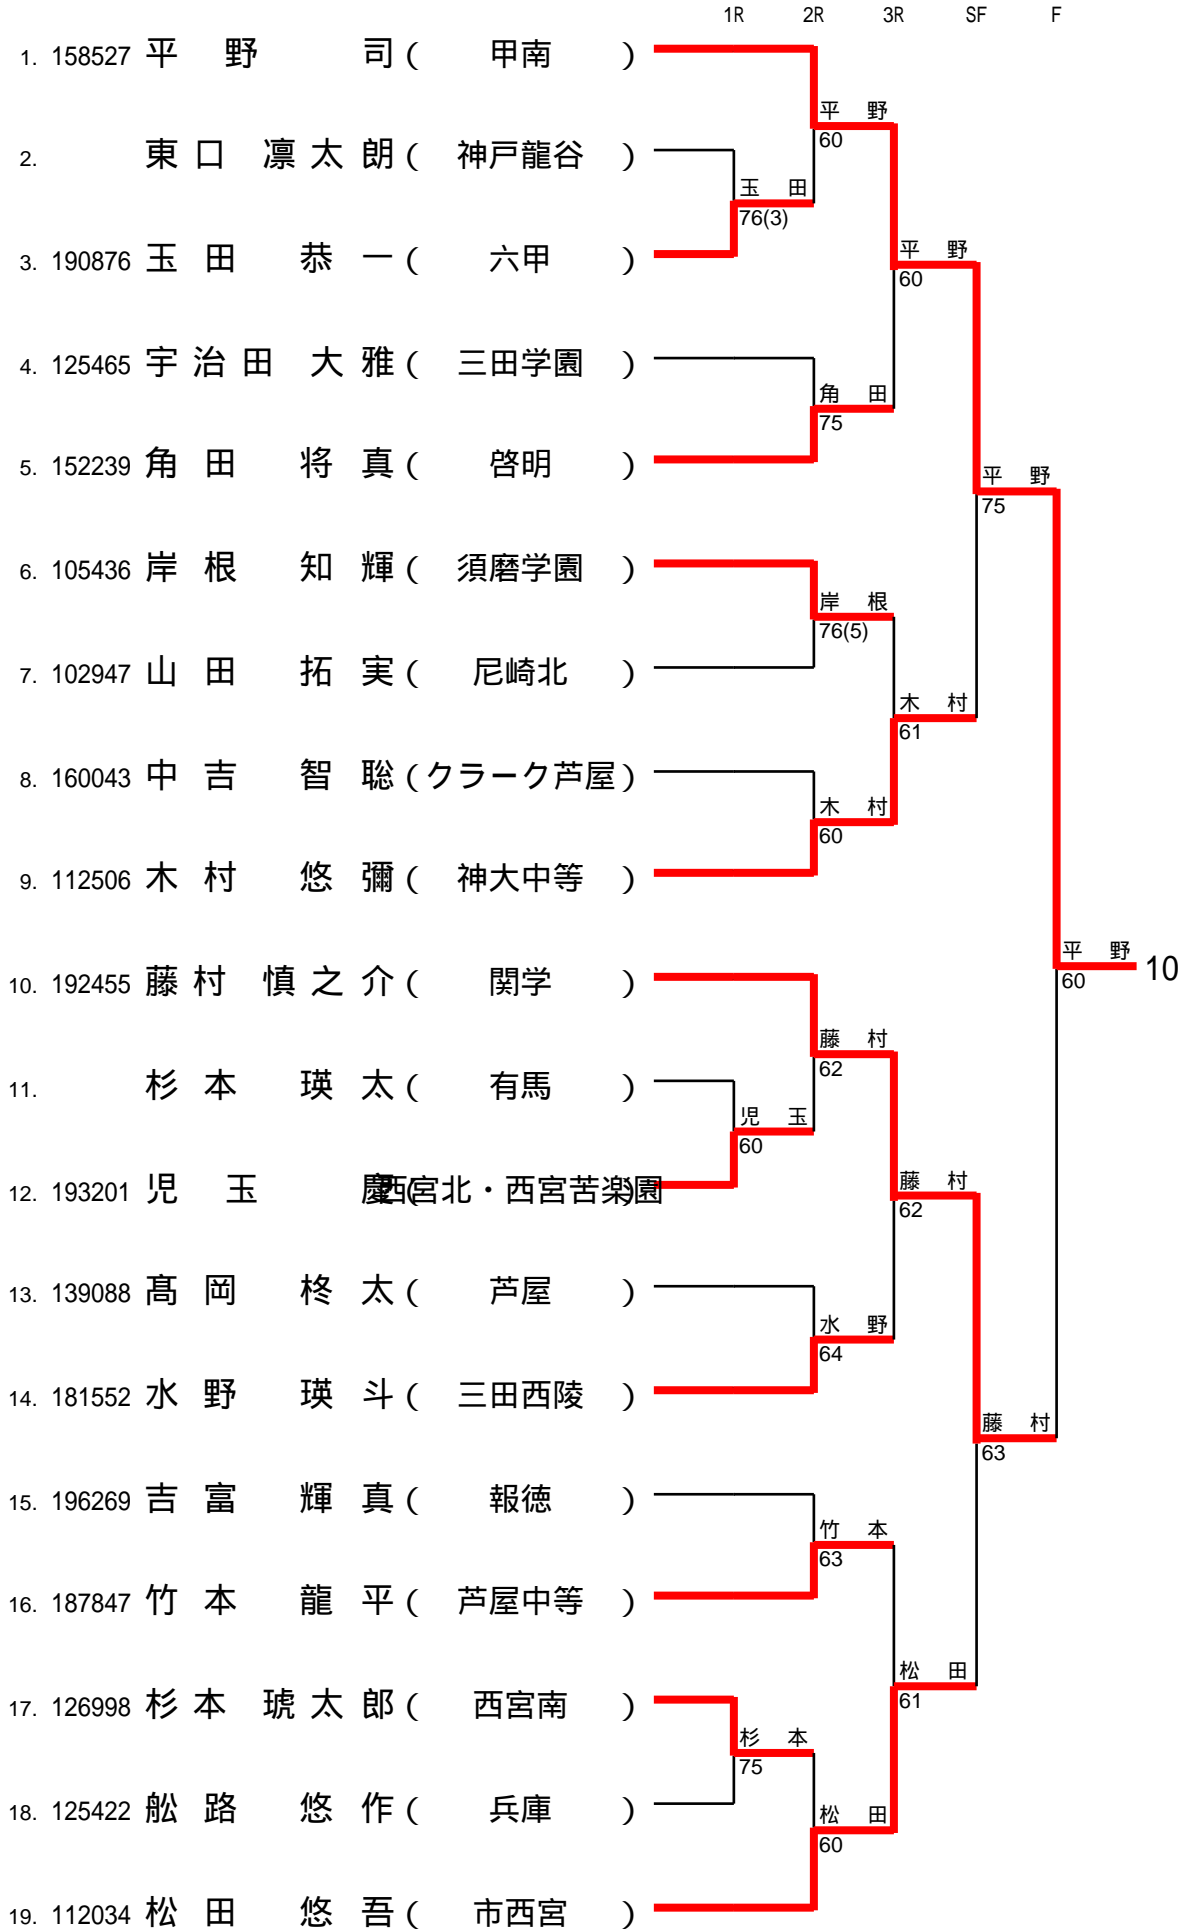 1R 2R 3R SF F
1. 158527 平野 司 ( 甲南 )
平野
60
2. 東口 凛太朗 ( 神戸龍谷 )
玉田
76(3)
3. 190876 玉田 恭一 ( 六甲 )
平野
60
4. 125465 宇治田 大雅 ( 三田学園 )
角田
75
5. 152239 角田 将真 ( 啓明 )
平野
75
6. 105436 岸根 知輝 ( 須磨学園 )
岸根
76(5)
7. 102947 山田 拓実 ( 尼崎北 )
木村
61
8. 160043 中吉 智聡 ( クラーク芦屋 )
木村
60
9. 112506 木村 悠彌 ( 神大中等 )
平野 10
60
10. 192455 藤村 慎之介 ( 関学 )
藤村
62
11. 杉本 瑛太 ( 有馬 )
児玉
60
12. 193201 児玉 慶 ( 西宮北・西宮苦楽園 )
藤村
62
13. 139088 髙岡 柊太 ( 芦屋 )
水野
64
14. 181552 水野 瑛斗 ( 三田西陵 )
藤村
63
15. 196269 吉富 輝真 ( 報徳 )
竹本
63
16. 187847 竹本 龍平 ( 芦屋中等 )
松田
61
17. 126998 杉本 琥太郎 ( 西宮南 )
杉本
75
18. 125422 舩路 悠作 ( 兵庫 )
松田
60
19. 112034 松田 悠吾 ( 市西宮 )